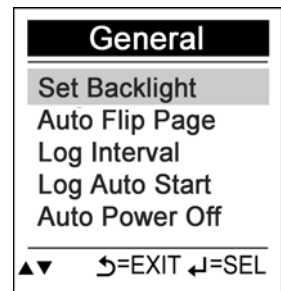 General
Set Backlight
Auto Flip Page
Log Interval
Log Auto Start
Auto Power Off
▲▼ ⮌=EXIT ↵=SEL